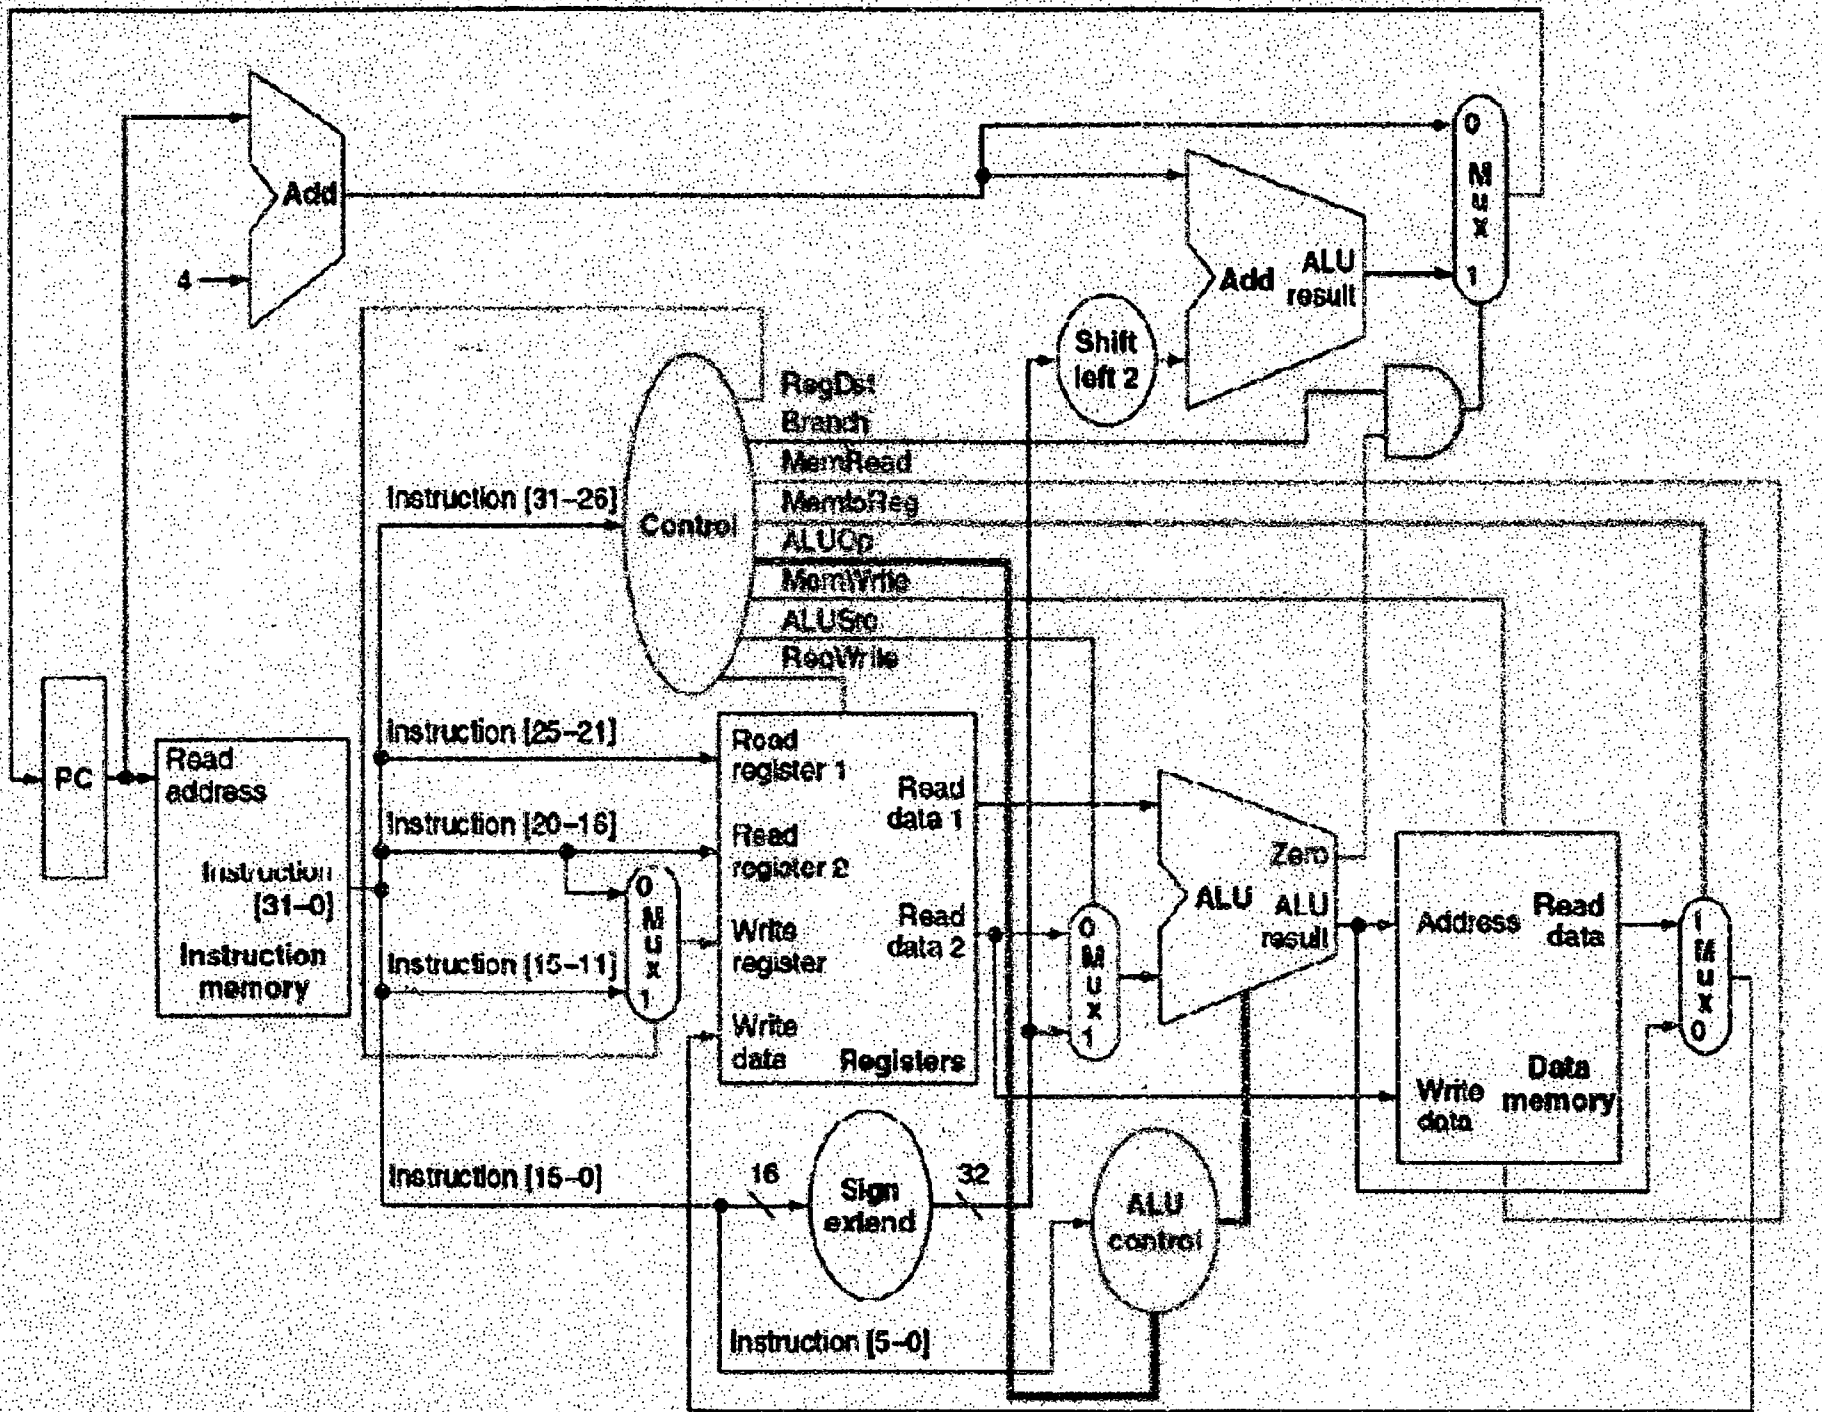 0
M
u
x
1
Add
4
Add
ALU
result
Shift
left 2
RegDst
Branch
MemRead
MemtoReg
ALUOp
MemWrite
ALUSrc
RegWrite
Instruction [31–26]
Control
PC
Read
address
Instruction
[31–0]
Instruction
memory
Instruction [25–21]
Instruction [20–16]
Instruction [15–11]
0
M
u
x
1
Read
register 1
Read
register 2
Write
register
Write
data
Read
data 1
Read
data 2
Registers
0
M
u
x
1
Zero
ALU
ALU
result
Address
Read
data
Write
data
Data
memory
1
M
u
x
0
Instruction [15–0]
16
Sign
extend
32
ALU
control
Instruction [5–0]